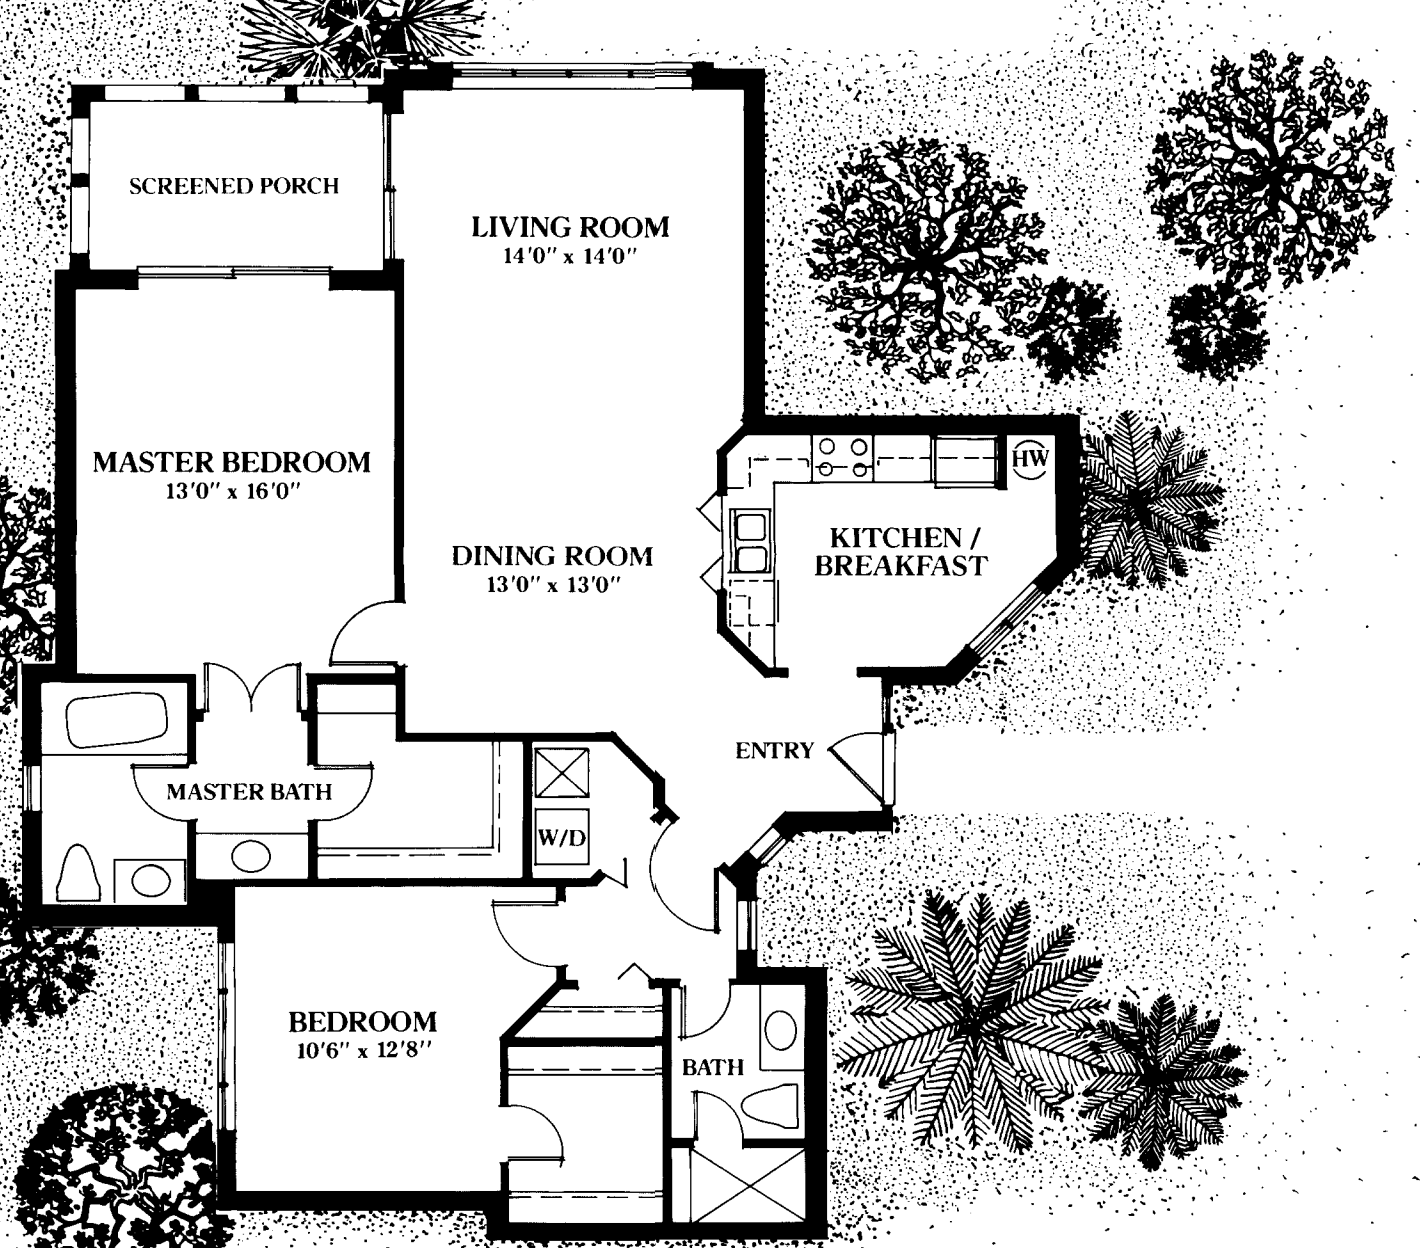 SCREENED PORCH
LIVING ROOM
14'0" x 14'0"
MASTER BEDROOM
13'0" x 16'0"
HW
KITCHEN /
BREAKFAST
DINING ROOM
13'0" x 13'0"
ENTRY
MASTER BATH
W/D
BEDROOM
10'6" x 12'8"
BATH